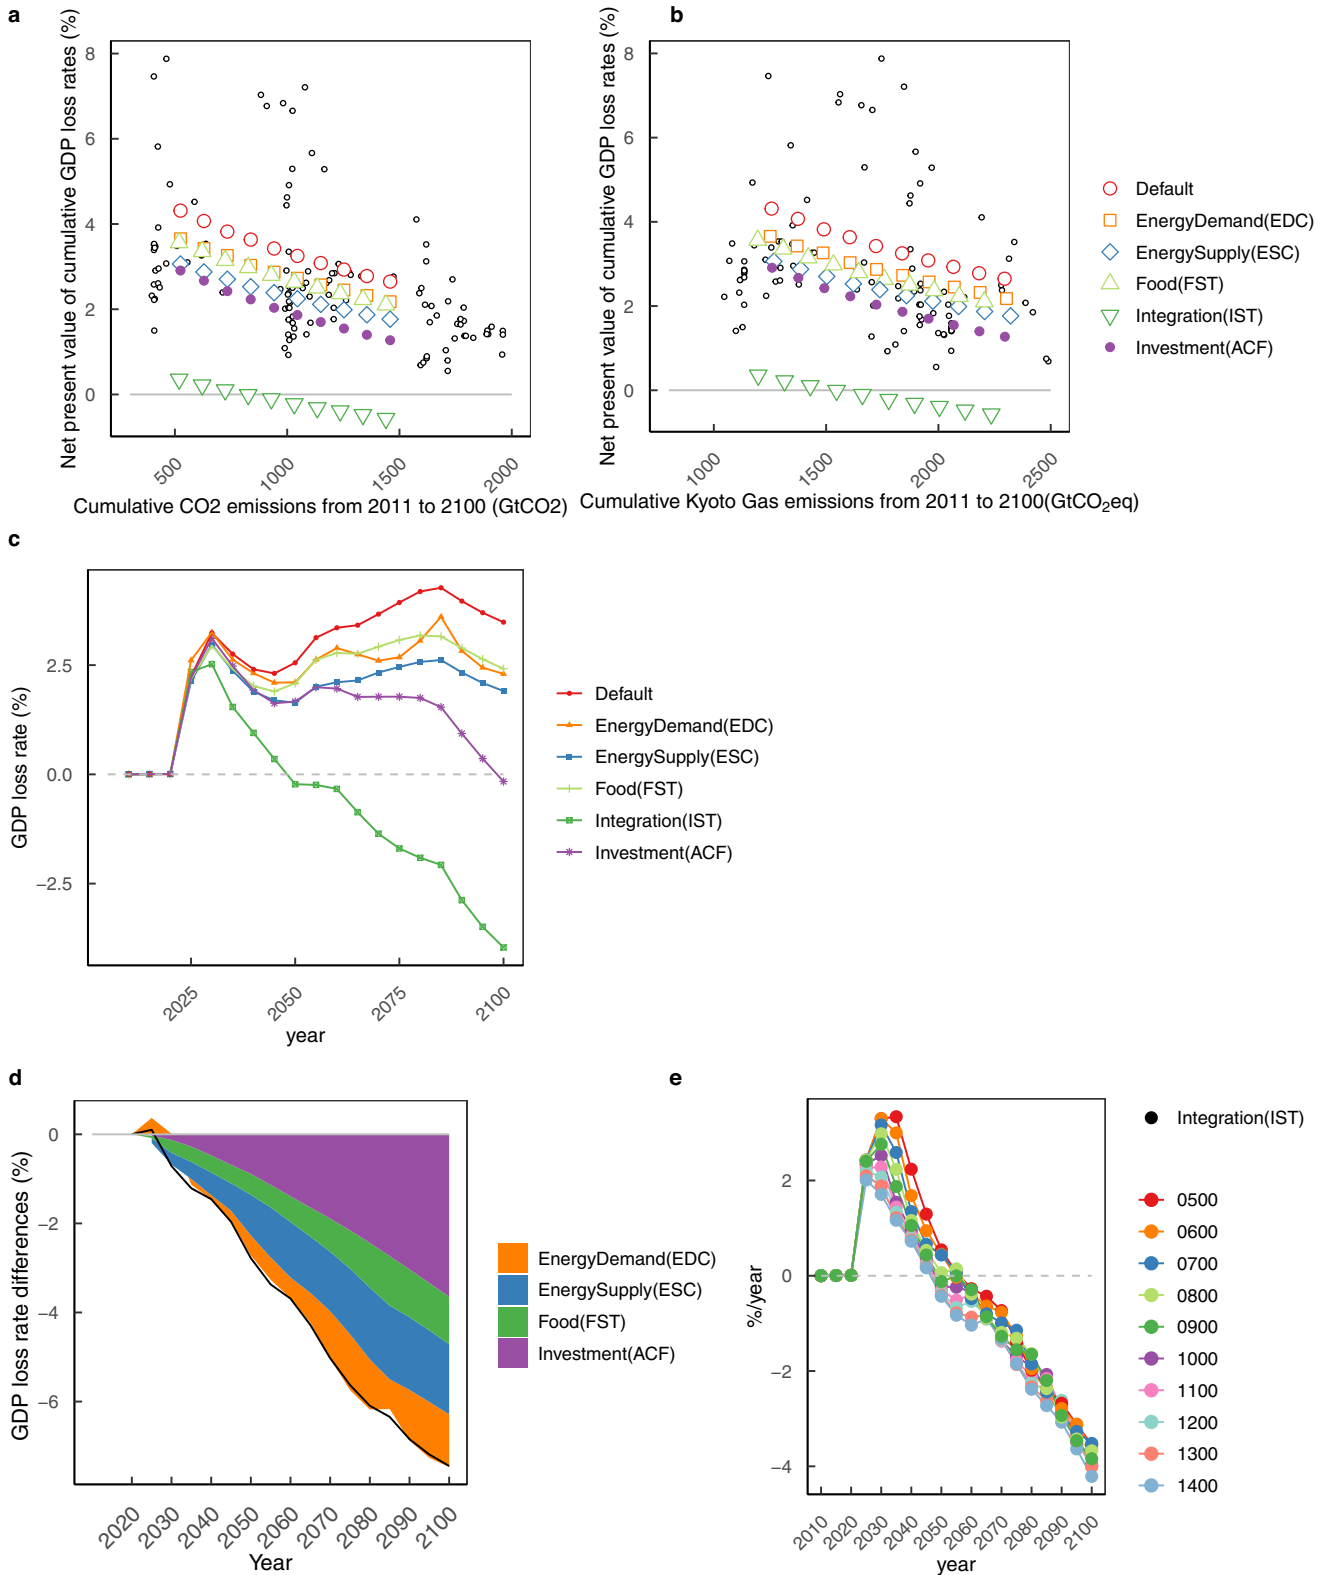 a
b
Net present value of cumulative GDP loss rates (%)
8
6
4
2
0
500
1000
1500
2000
Cumulative CO2 emissions from 2011 to 2100 (GtCO2)
Net present value of cumulative GDP loss rates (%)
8
6
4
2
0
1000
1500
2000
2500
Cumulative Kyoto Gas emissions from 2011 to 2100(GtCO₂eq)
Default
EnergyDemand(EDC)
EnergySupply(ESC)
Food(FST)
Integration(IST)
Investment(ACF)
c
GDP loss rate (%)
2.5
0.0
−2.5
2025
2050
2075
2100
year
Default
EnergyDemand(EDC)
EnergySupply(ESC)
Food(FST)
Integration(IST)
Investment(ACF)
d
GDP loss rate differences (%)
0
−2
−4
−6
2020
2030
2040
2050
2060
2070
2080
2090
2100
Year
EnergyDemand(EDC)
EnergySupply(ESC)
Food(FST)
Investment(ACF)
e
%/year
2
0
−2
−4
2010
2020
2030
2040
2050
2060
2070
2080
2090
2100
year
Integration(IST)
0500
0600
0700
0800
0900
1000
1100
1200
1300
1400